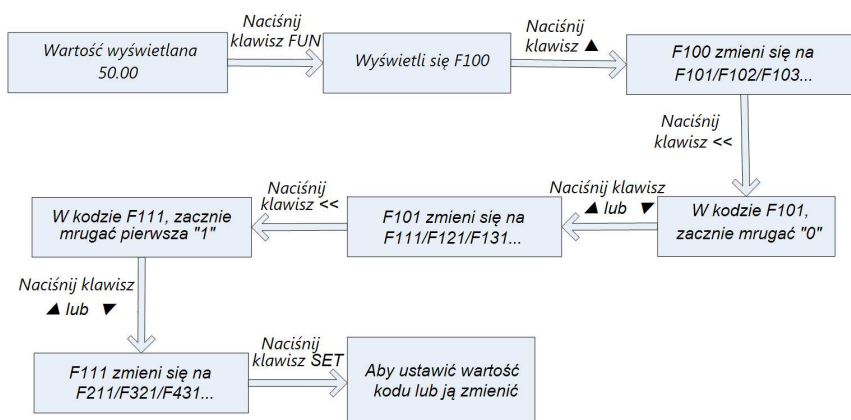 Wartość wyświetlana
50.00
Naciśnij
klawisz FUN
Wyświetli się F100
Naciśnij
klawisz ▲
F100 zmieni się na
F101/F102/F103...
Naciśnij
klawisz <<
W kodzie F101,
zacznie mrugać "0"
Naciśnij klawisz
▲ lub ▼
F101 zmieni się na
F111/F121/F131...
Naciśnij
klawisz <<
W kodzie F111, zacznie
mrugać pierwsza "1"
Naciśnij klawisz
▲ lub ▼
F111 zmieni się na
F211/F321/F431...
Naciśnij
klawisz SET
Aby ustawić wartość
kodu lub ją zmienić